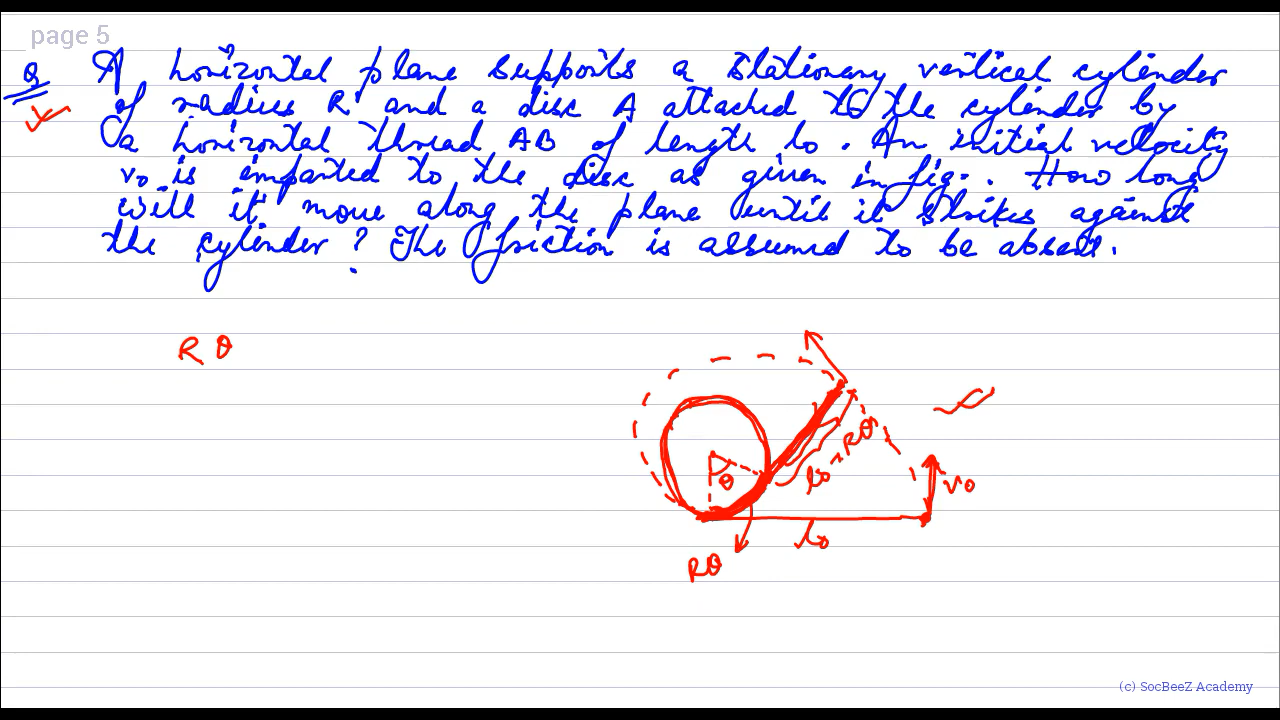 page 5
Q A horizontal plane supports a stationary vertical cylinder
of radius R and a disc A attached to the cylinder by
a horizontal thread AB of length l0. An initial velocity
v0 is imparted to the disc as given in fig.. How long
will it move along the plane until it strikes against
the cylinder? The friction is assumed to be absent.
Rθ
l0-Rθ
θ
v0
l0
Rθ
(c) SocBeeZ Academy